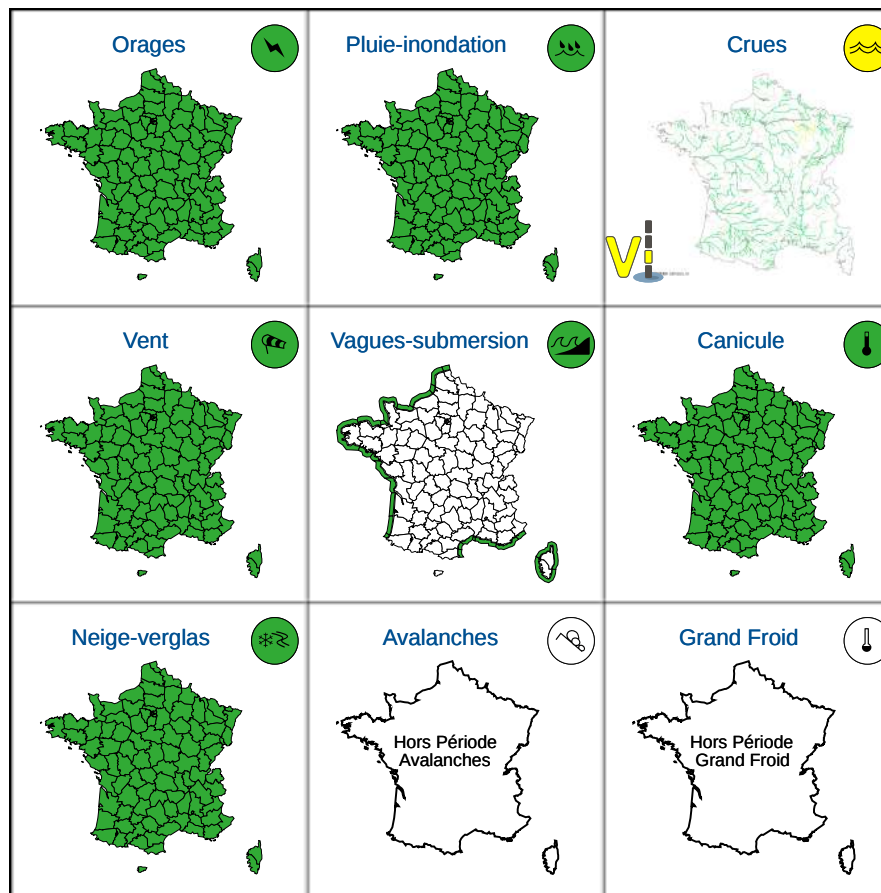 Orages
Pluie-inondation
Crues
Vi
Vent
Vagues-submersion
Canicule
Neige-verglas
Avalanches
Grand Froid
Hors Période
Avalanches
Hors Période
Grand Froid